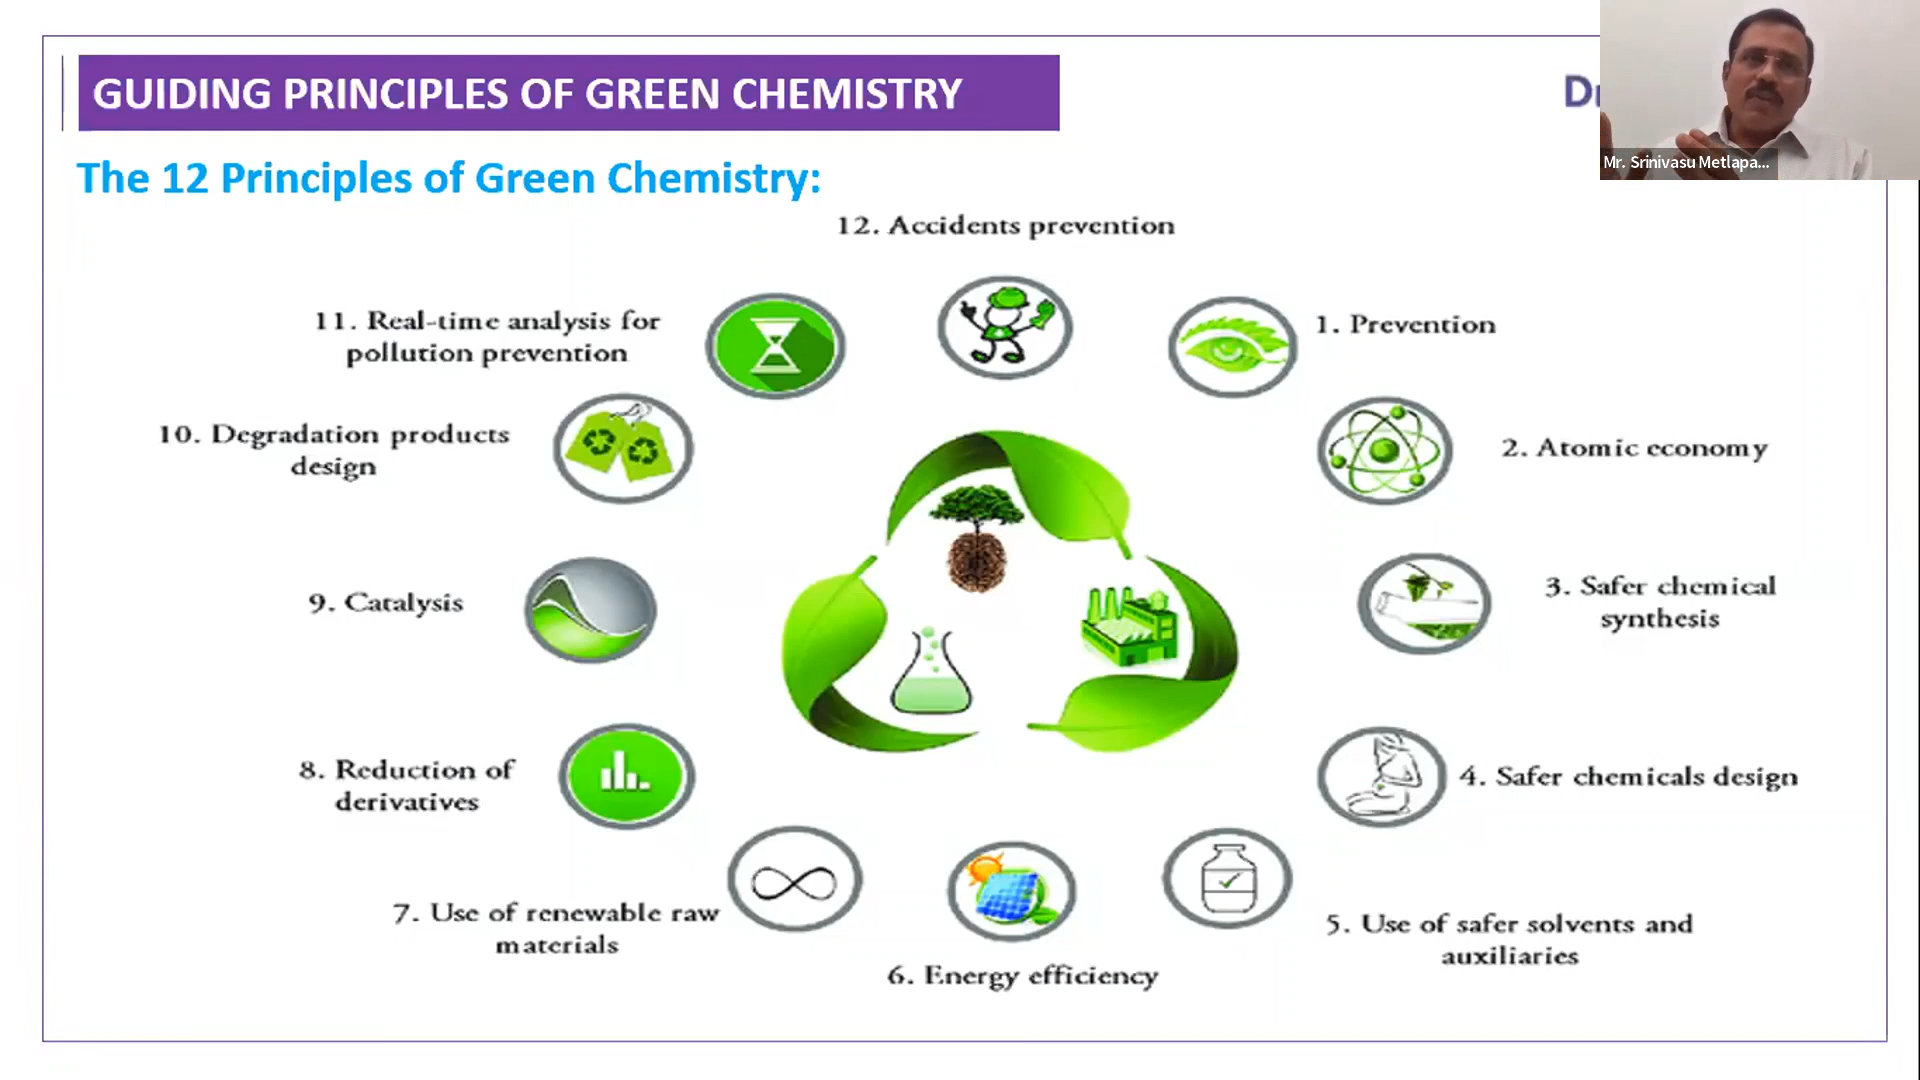 GUIDING PRINCIPLES OF GREEN CHEMISTRY
Mr. Srinivasu Metlapa...
The 12 Principles of Green Chemistry:
12. Accidents prevention
11. Real-time analysis for
pollution prevention
1. Prevention
10. Degradation products
design
2. Atomic economy
9. Catalysis
3. Safer chemical
synthesis
8. Reduction of
derivatives
4. Safer chemicals design
7. Use of renewable raw
materials
5. Use of safer solvents and
auxiliaries
6. Energy efficiency